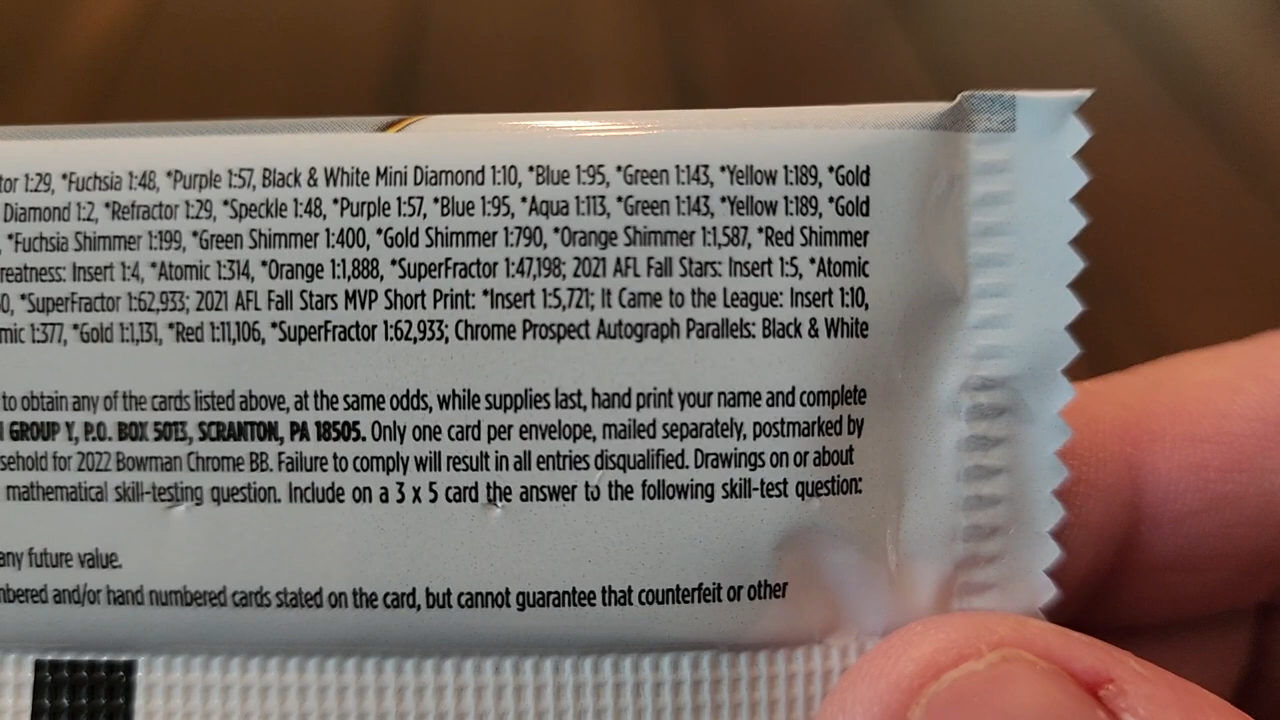 tor 1:29, *Fuchsia 1:48, *Purple 1:57, Black & White Mini Diamond 1:10, *Blue 1:95, *Green 1:143, *Yellow 1:189, *Gold
Diamond 1:2, *Refractor 1:29, *Speckle 1:48, *Purple 1:57, *Blue 1:95, *Aqua 1:113, *Green 1:143, *Yellow 1:189, *Gold
, *Fuchsia Shimmer 1:199, *Green Shimmer 1:400, *Gold Shimmer 1:790, *Orange Shimmer 1:1,587, *Red Shimmer
reatness: Insert 1:4, *Atomic 1:314, *Orange 1:1,888, *SuperFractor 1:47,198; 2021 AFL Fall Stars: Insert 1:5, *Atomic
0, *SuperFractor 1:62,933; 2021 AFL Fall Stars MVP Short Print: *Insert 1:5,721; It Came to the League: Insert 1:10,
mic 1:377, *Gold 1:1,131, *Red 1:11,106, *SuperFractor 1:62,933; Chrome Prospect Autograph Parallels: Black & White
to obtain any of the cards listed above, at the same odds, while supplies last, hand print your name and complete
GROUP Y, P.O. BOX 5013, SCRANTON, PA 18505. Only one card per envelope, mailed separately, postmarked by
sehold for 2022 Bowman Chrome BB. Failure to comply will result in all entries disqualified. Drawings on or about
mathematical skill-testing question. Include on a 3 x 5 card the answer to the following skill-test question:
any future value.
mbered and/or hand numbered cards stated on the card, but cannot guarantee that counterfeit or other